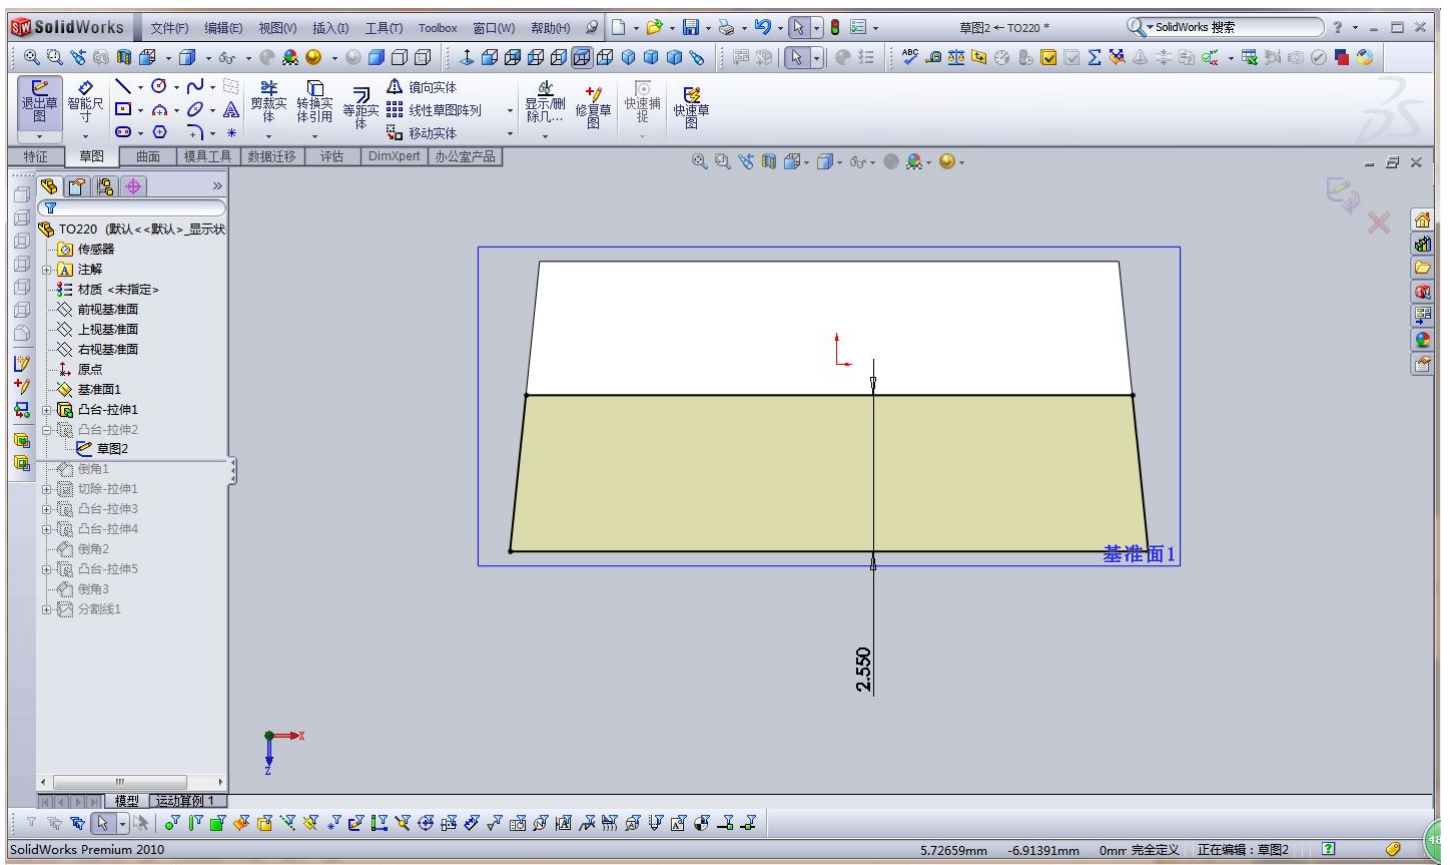 SolidWorks 文件(F) 编辑(E) 视图(V) 插入(I) 工具(T) Toolbox 窗口(W) 帮助(H) 草图2 ← TO220 * SolidWorks 搜索
退出草图 智能尺寸 剪裁实体 转换实体引用 等距实体 镜向实体 线性草图阵列 移动实体 显示/删除几... 修复草图 快速捕捉 快速草图
特征 草图 曲面 模具工具 数据迁移 评估 DimXpert 办公室产品
TO220 (默认<<默认>_显示状
传感器
注解
材质 <未指定>
前视基准面
上视基准面
右视基准面
原点
基准面1
凸台-拉伸1
凸台-拉伸2
草图2
倒角1
切除-拉伸1
凸台-拉伸3
凸台-拉伸4
倒角2
凸台-拉伸5
倒角3
分割线1
基准面1
2.550
X
Z
模型 运动算例 1
SolidWorks Premium 2010 5.72659mm -6.91391mm 0mm 完全定义 正在编辑：草图2
48